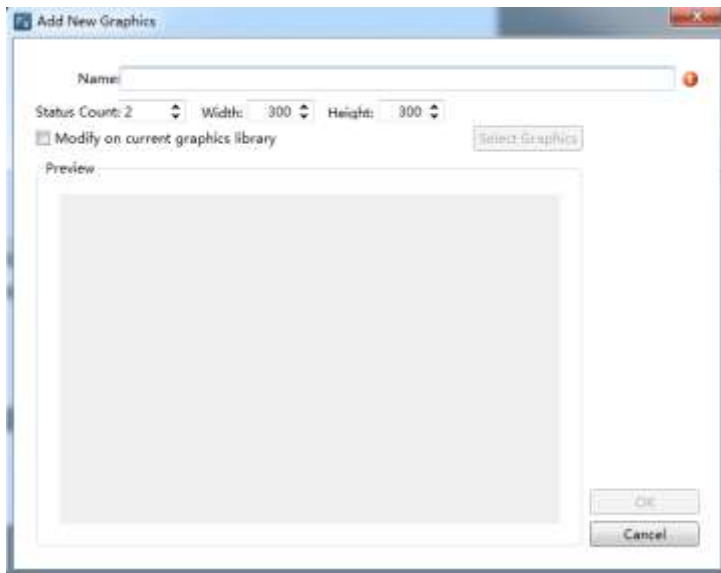 Add New Graphics
Name:
Status Count: 2 Width: 300 Height: 300
Modify on current graphics library Select Graphics
Preview
OK
Cancel